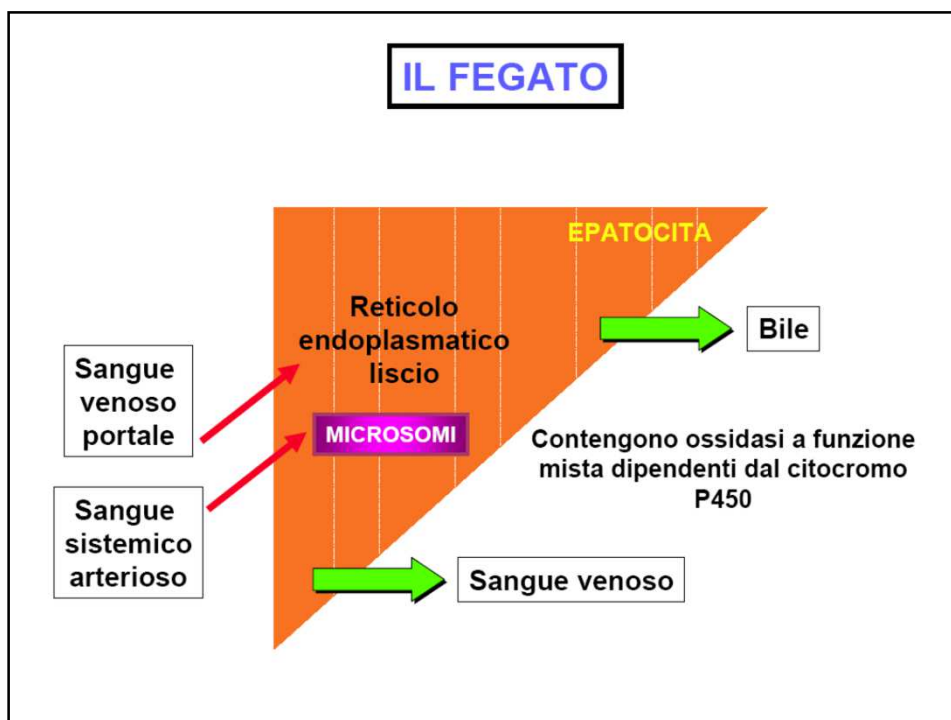 IL FEGATO
EPATOCITA
Reticolo
endoplasmatico
liscio
Bile
Sangue
venoso
portale
MICROSOMI
Contengono ossidasi a funzione
mista dipendenti dal citocromo
P450
Sangue
sistemico
arterioso
Sangue venoso